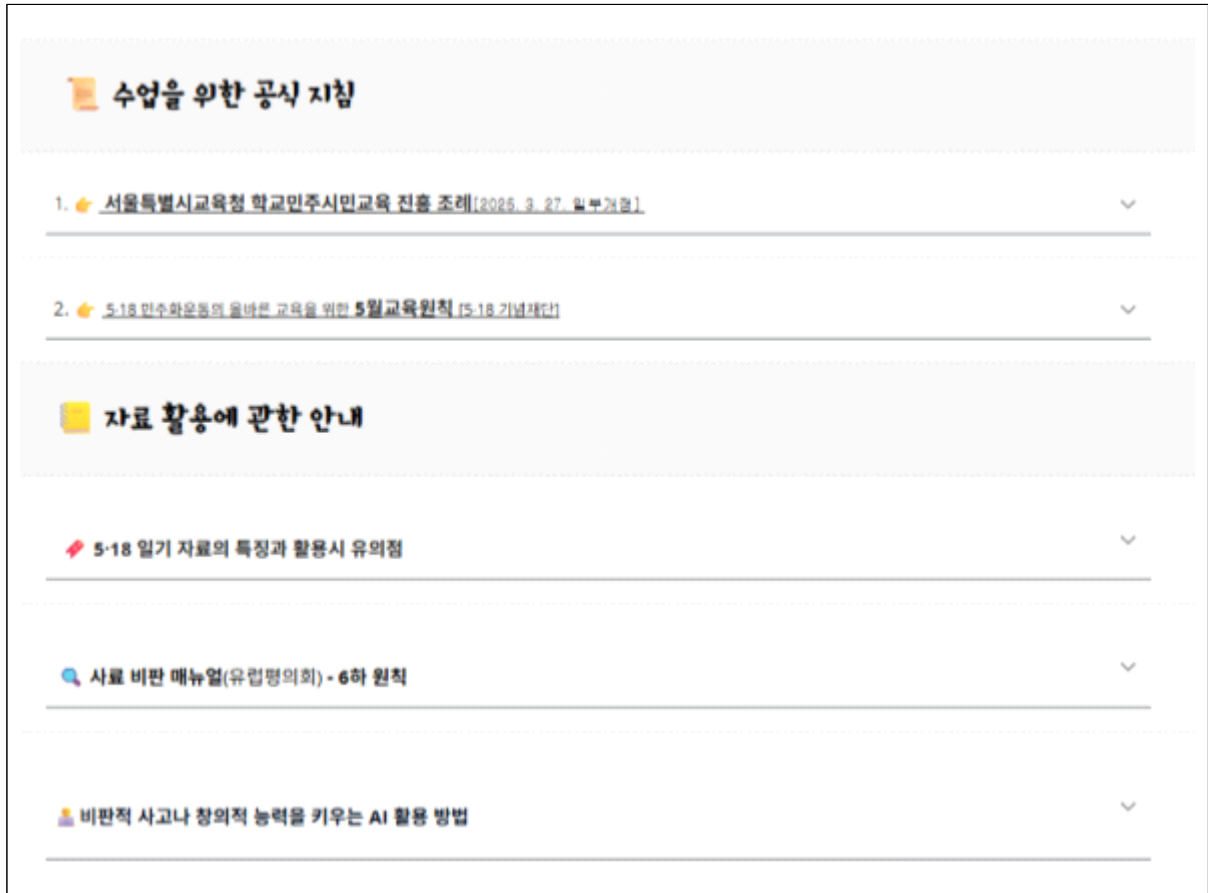 수업을 위한 공식 지침
1. 서울특별시교육청 학교민주시민교육 진흥 조례[2026. 3. 27. 일부개정]
2. 5·18 민주화운동의 올바른 교육을 위한 5월교육원칙 [5·18 기념재단]
자료 활용에 관한 안내
5·18 일기 자료의 특징과 활용시 유의점
사료 비판 매뉴얼(유럽평의회) - 6하 원칙
비판적 사고나 창의적 능력을 키우는 AI 활용 방법